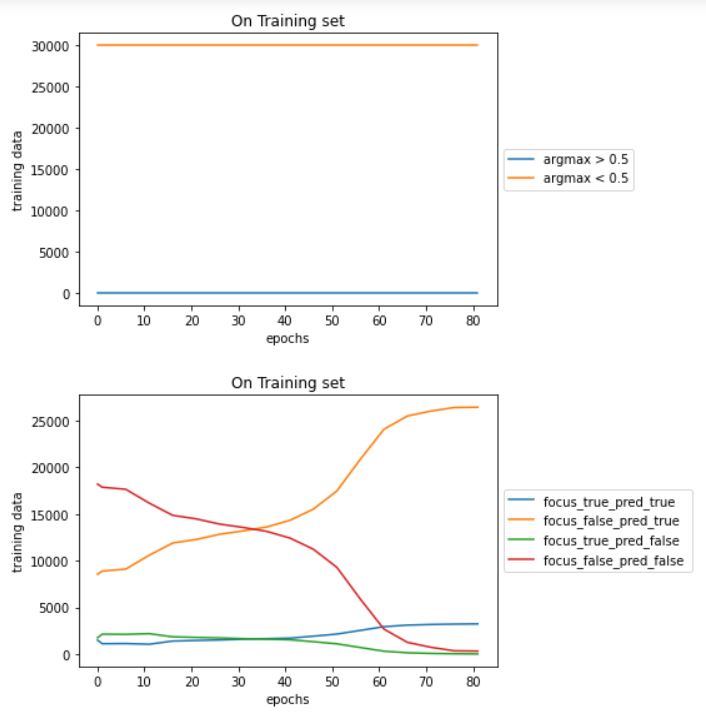 On Training set
30000
25000
20000
15000
10000
5000
0
training data
0 10 20 30 40 50 60 70 80
epochs
argmax > 0.5
argmax < 0.5
On Training set
25000
20000
15000
10000
5000
0
training data
0 10 20 30 40 50 60 70 80
epochs
focus_true_pred_true
focus_false_pred_true
focus_true_pred_false
focus_false_pred_false